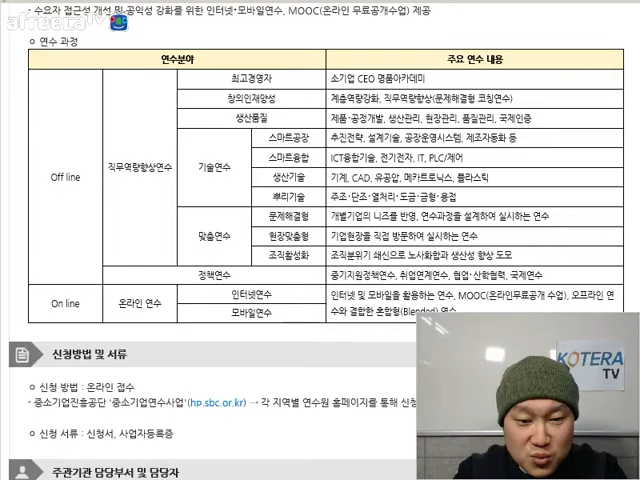 - 수요자 접근성 개선 및 공익성 강화를 위한 인터넷·모바일연수, MOOC(온라인 무료공개수업) 제공
afreecaTV
ㅇ 연수 과정
연수분야 주요 연수 내용
최고경영자 소기업 CEO 명품아카데미
창의인재양성 계층역량강화, 직무역량향상(문제해결형 코칭연수)
생산품질 제품·공정개발, 생산관리, 현장관리, 품질관리, 국제인증
스마트공장 추진전략, 설계기술, 공장운영시스템, 제조자동화 등
스마트융합 ICT융합기술, 전기전자, IT, PLC/제어
Off line 직무역량향상연수 기술연수 생산기술 기계, CAD, 유공압, 메카트로닉스, 플라스틱
뿌리기술 주조·단조·열처리·도금·금형·용접
문제해결형 개별기업의 니즈를 반영, 연수과정을 설계하여 실시하는 연수
맞춤연수 현장맞춤형 기업현장을 직접 방문하여 실시하는 연수
조직활성화 조직분위기 쇄신으로 노사화합과 생산성 향상 도모
정책연수 중기지원정책연수, 취업연계연수, 협업·산학협력, 국제연수
On line 온라인 연수 인터넷연수 인터넷 및 모바일을 활용하는 연수, MOOC(온라인무료공개 수업), 오프라인 연
모바일연수 수와 결합한 혼합형(Blended) 연수
신청방법 및 서류
ㅇ 신청 방법 : 온라인 접수
- 중소기업진흥공단 '중소기업연수사업'(hp.sbc.or.kr) → 각 지역별 연수원 홈페이지를 통해 신청
ㅇ 신청 서류 : 신청서, 사업자등록증
주관기관 담당부서 및 담당자
KOTERA
TV